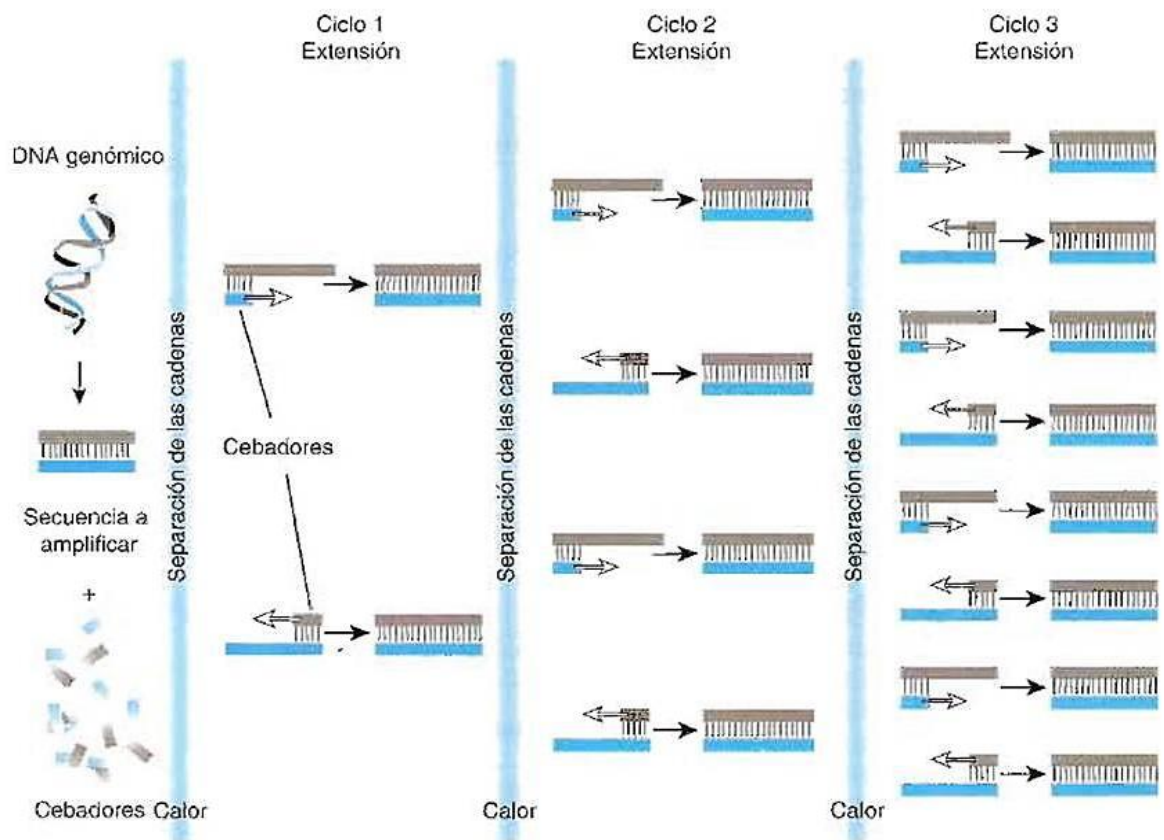 Ciclo 1
Extensión
Ciclo 2
Extensión
Ciclo 3
Extensión
DNA genómico
Secuencia a
amplificar
+
Cebadores
Separación de las cadenas
Calor
Cebadores
Separación de las cadenas
Calor
Separación de las cadenas
Calor